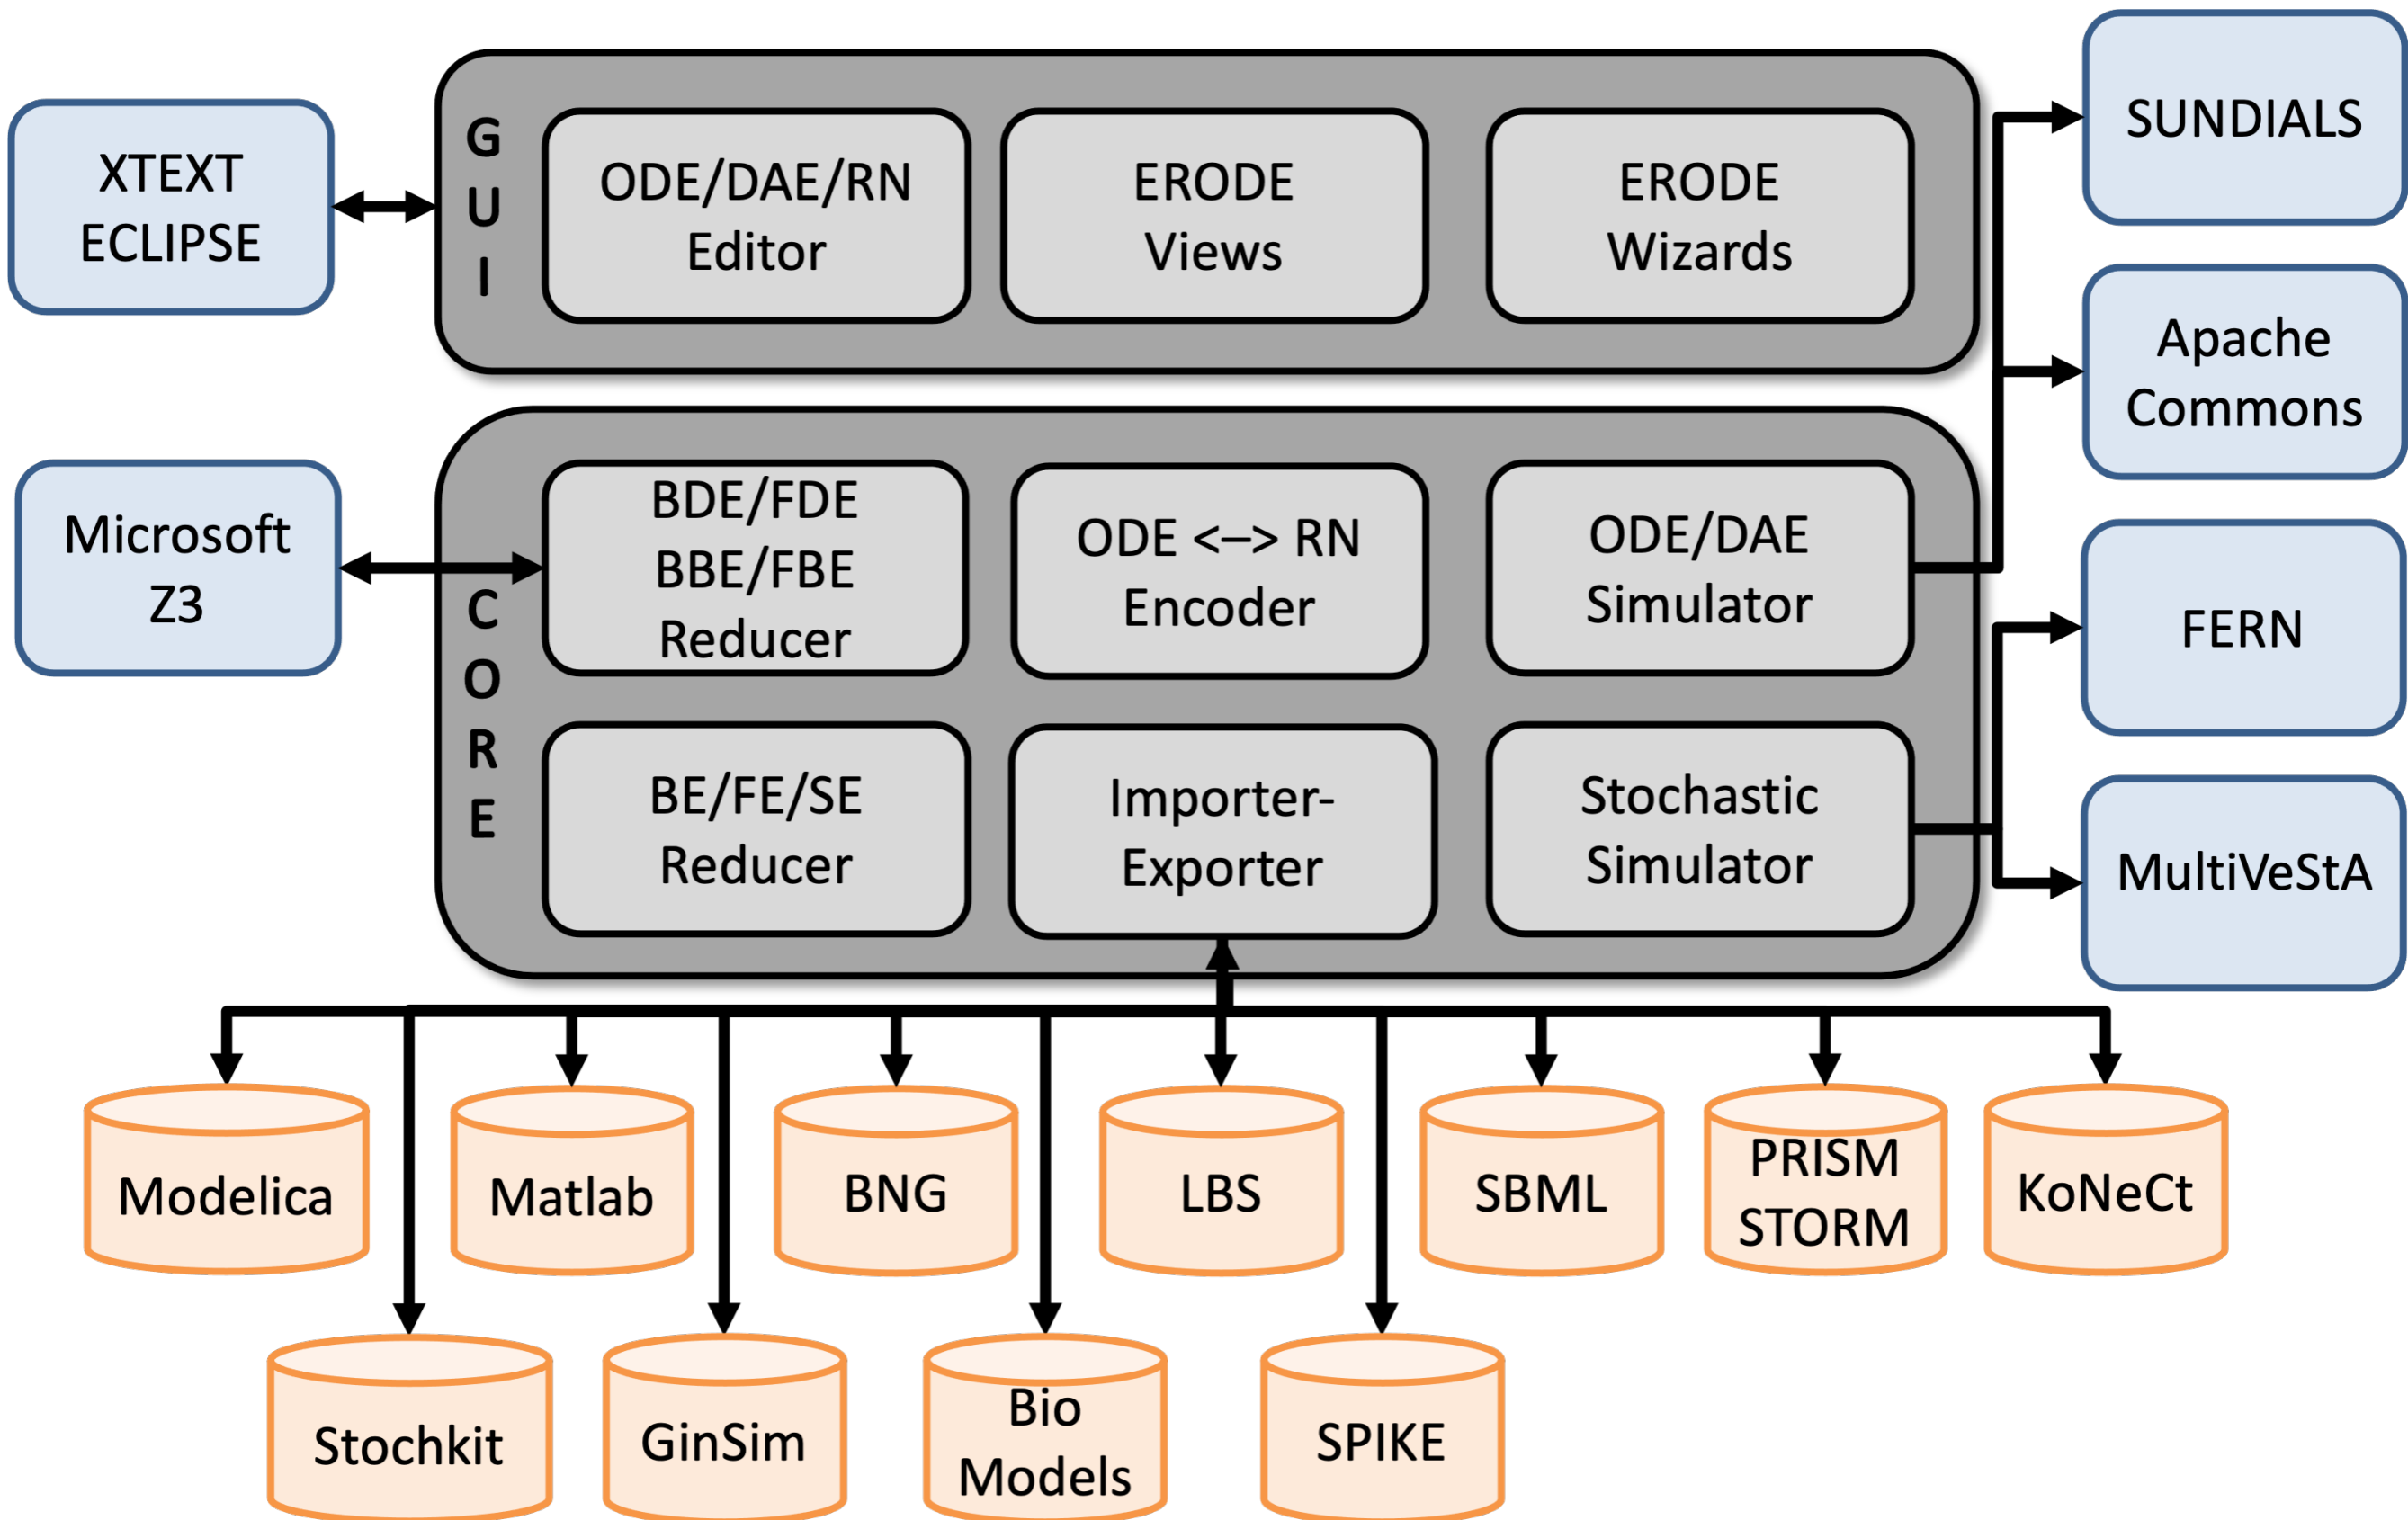 XTEXT
ECLIPSE
G
U
I
ODE/DAE/RN
Editor
ERODE
Views
ERODE
Wizards
SUNDIALS
Apache
Commons
Microsoft
Z3
C
O
R
E
BDE/FDE
BBE/FBE
Reducer
ODE <–> RN
Encoder
ODE/DAE
Simulator
FERN
BE/FE/SE
Reducer
Importer-
Exporter
Stochastic
Simulator
MultiVeStA
Modelica
Matlab
BNG
LBS
SBML
PRISM
STORM
KoNeCt
Stochkit
GinSim
Bio
Models
SPIKE